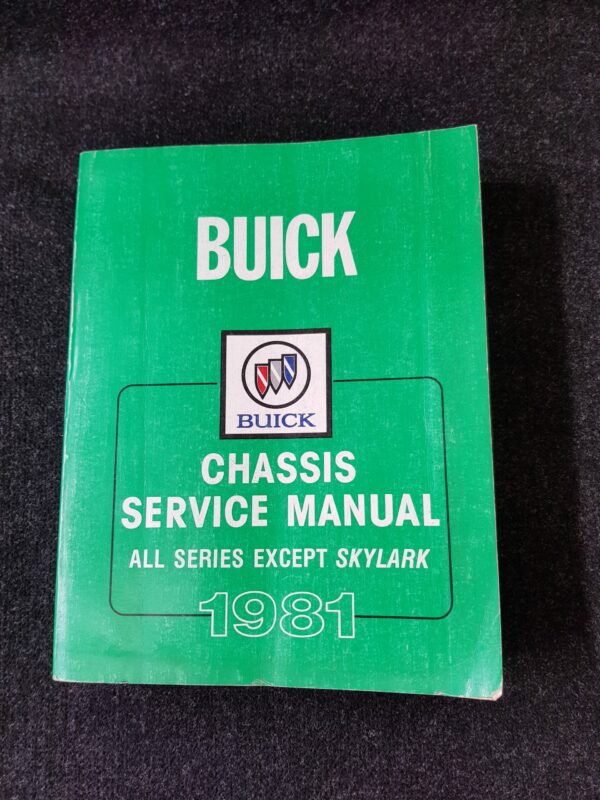 BUICK
BUICK
CHASSIS
SERVICE MANUAL
ALL SERIES EXCEPT SKYLARK
1981